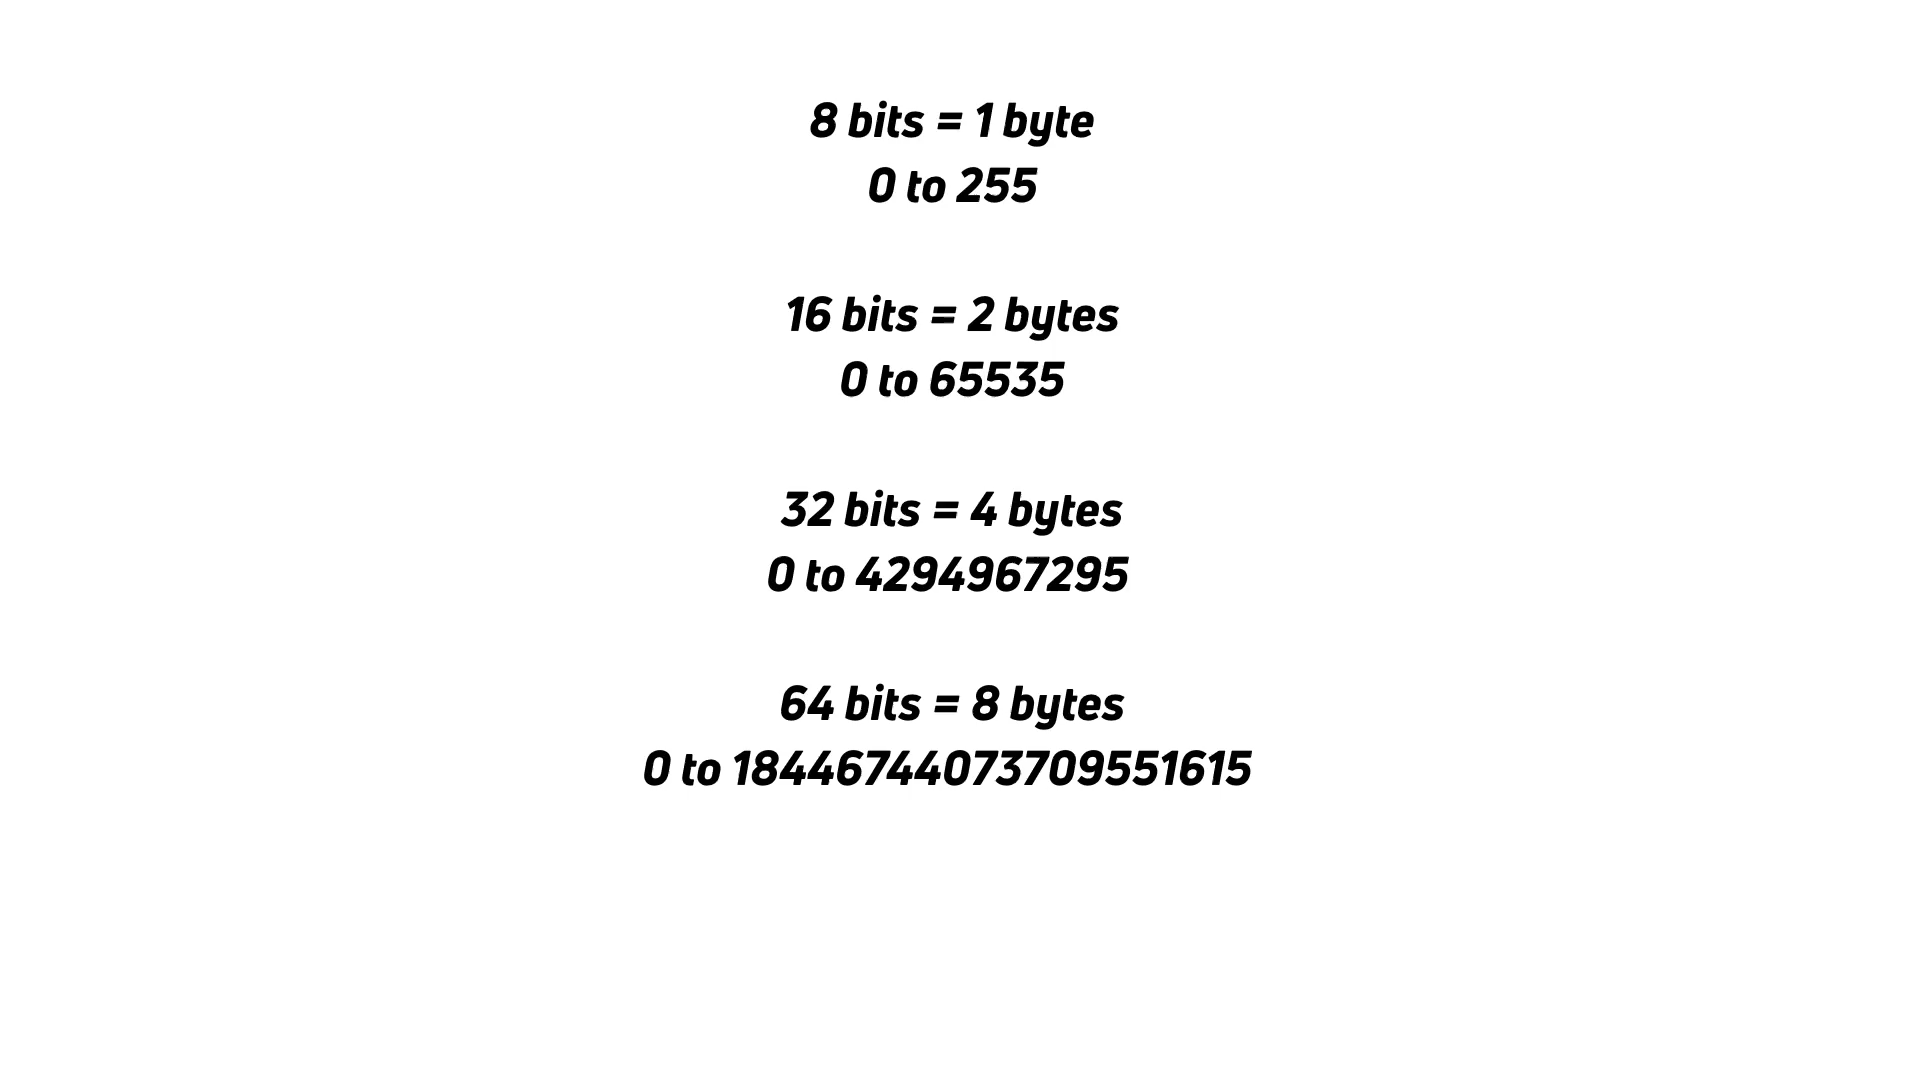 8 bits = 1 byte
0 to 255
16 bits = 2 bytes
0 to 65535
32 bits = 4 bytes
0 to 4294967295
64 bits = 8 bytes
0 to 18446744073709551615